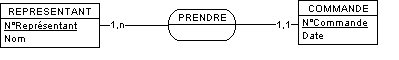 REPRESENTANT
N°Représentant
Nom
1,n
PRENDRE
1,1
COMMANDE
N°Commande
Date